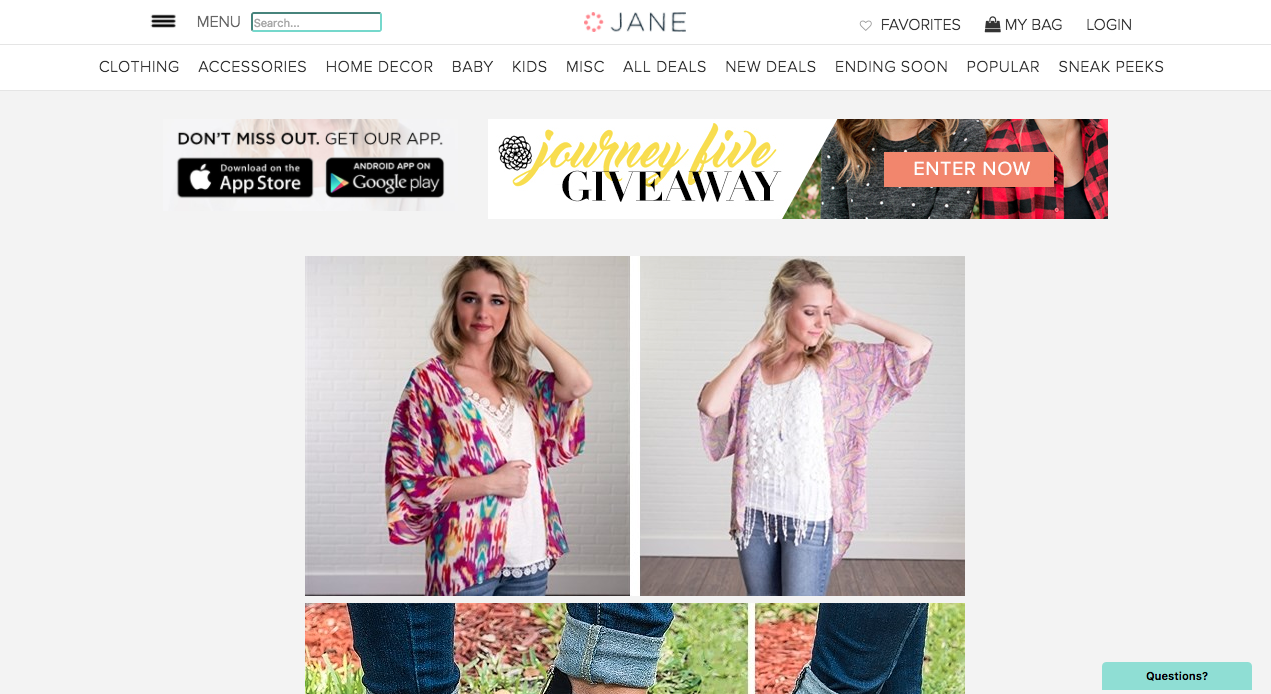 MENU
Search...
JANE
FAVORITES
MY BAG
LOGIN
CLOTHING ACCESSORIES HOME DECOR BABY KIDS MISC ALL DEALS NEW DEALS ENDING SOON POPULAR SNEAK PEEKS
DON'T MISS OUT. GET OUR APP.
Download on the
App Store
ANDROID APP ON
Google play
journey five
GIVEAWAY
ENTER NOW
Questions?